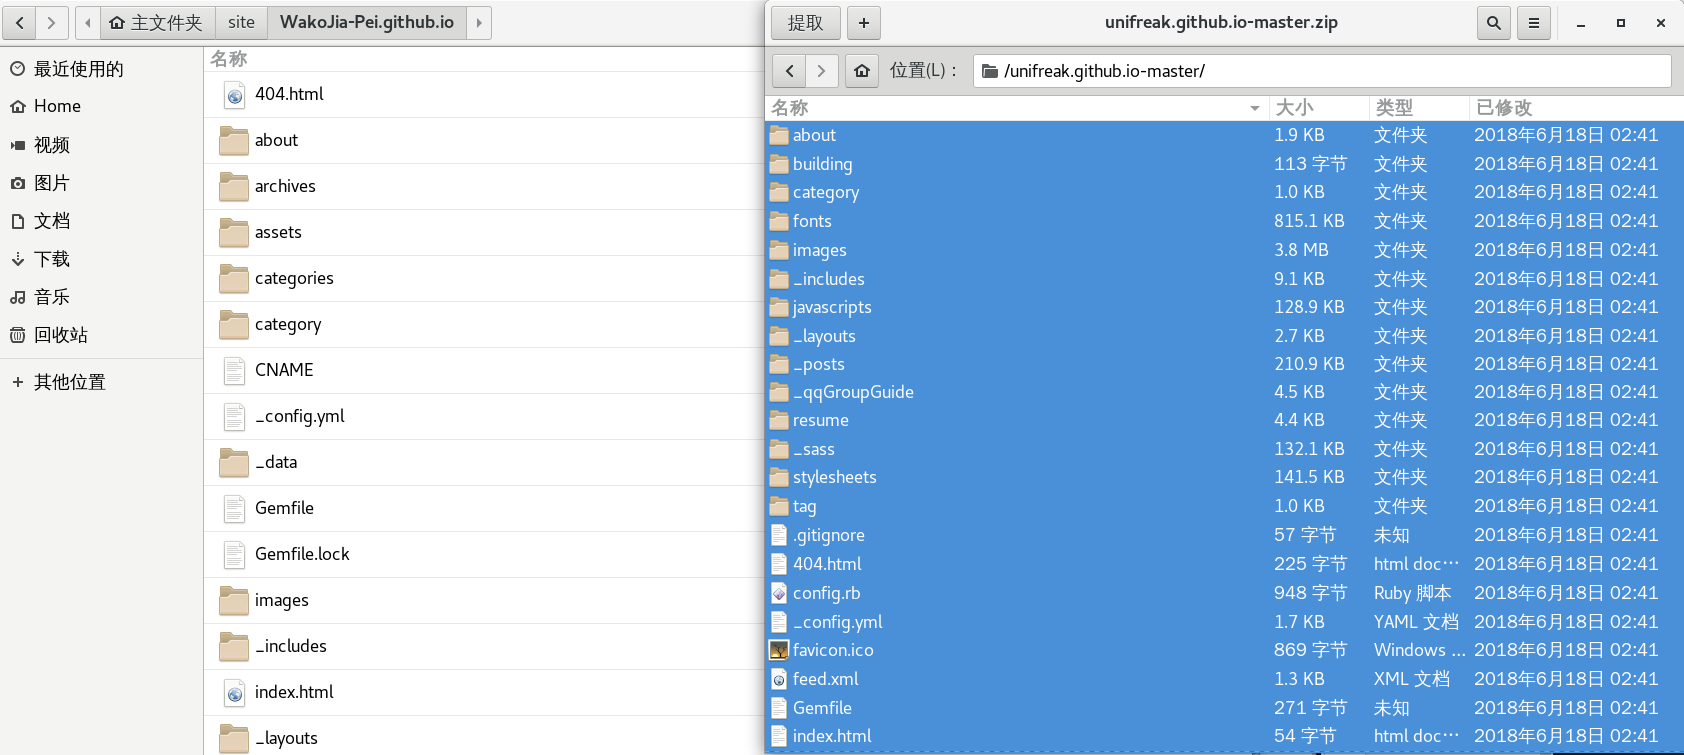 主文件夹 site WakoJia-Pei.github.io
最近使用的
Home
视频
图片
文档
下载
音乐
回收站
其他位置
名称
404.html
about
archives
assets
categories
category
CNAME
_config.yml
_data
Gemfile
Gemfile.lock
images
_includes
index.html
_layouts
提取 unifreak.github.io-master.zip
位置(L)： /unifreak.github.io-master/
名称 大小 类型 已修改
about 1.9 KB 文件夹 2018年6月18日 02:41
building 113 字节 文件夹 2018年6月18日 02:41
category 1.0 KB 文件夹 2018年6月18日 02:41
fonts 815.1 KB 文件夹 2018年6月18日 02:41
images 3.8 MB 文件夹 2018年6月18日 02:41
_includes 9.1 KB 文件夹 2018年6月18日 02:41
javascripts 128.9 KB 文件夹 2018年6月18日 02:41
_layouts 2.7 KB 文件夹 2018年6月18日 02:41
_posts 210.9 KB 文件夹 2018年6月18日 02:41
_qqGroupGuide 4.5 KB 文件夹 2018年6月18日 02:41
resume 4.4 KB 文件夹 2018年6月18日 02:41
_sass 132.1 KB 文件夹 2018年6月18日 02:41
stylesheets 141.5 KB 文件夹 2018年6月18日 02:41
tag 1.0 KB 文件夹 2018年6月18日 02:41
.gitignore 57 字节 未知 2018年6月18日 02:41
404.html 225 字节 html doc… 2018年6月18日 02:41
config.rb 948 字节 Ruby 脚本 2018年6月18日 02:41
_config.yml 1.7 KB YAML 文档 2018年6月18日 02:41
favicon.ico 869 字节 Windows ... 2018年6月18日 02:41
feed.xml 1.3 KB XML 文档 2018年6月18日 02:41
Gemfile 271 字节 未知 2018年6月18日 02:41
index.html 54 字节 html doc… 2018年6月18日 02:41